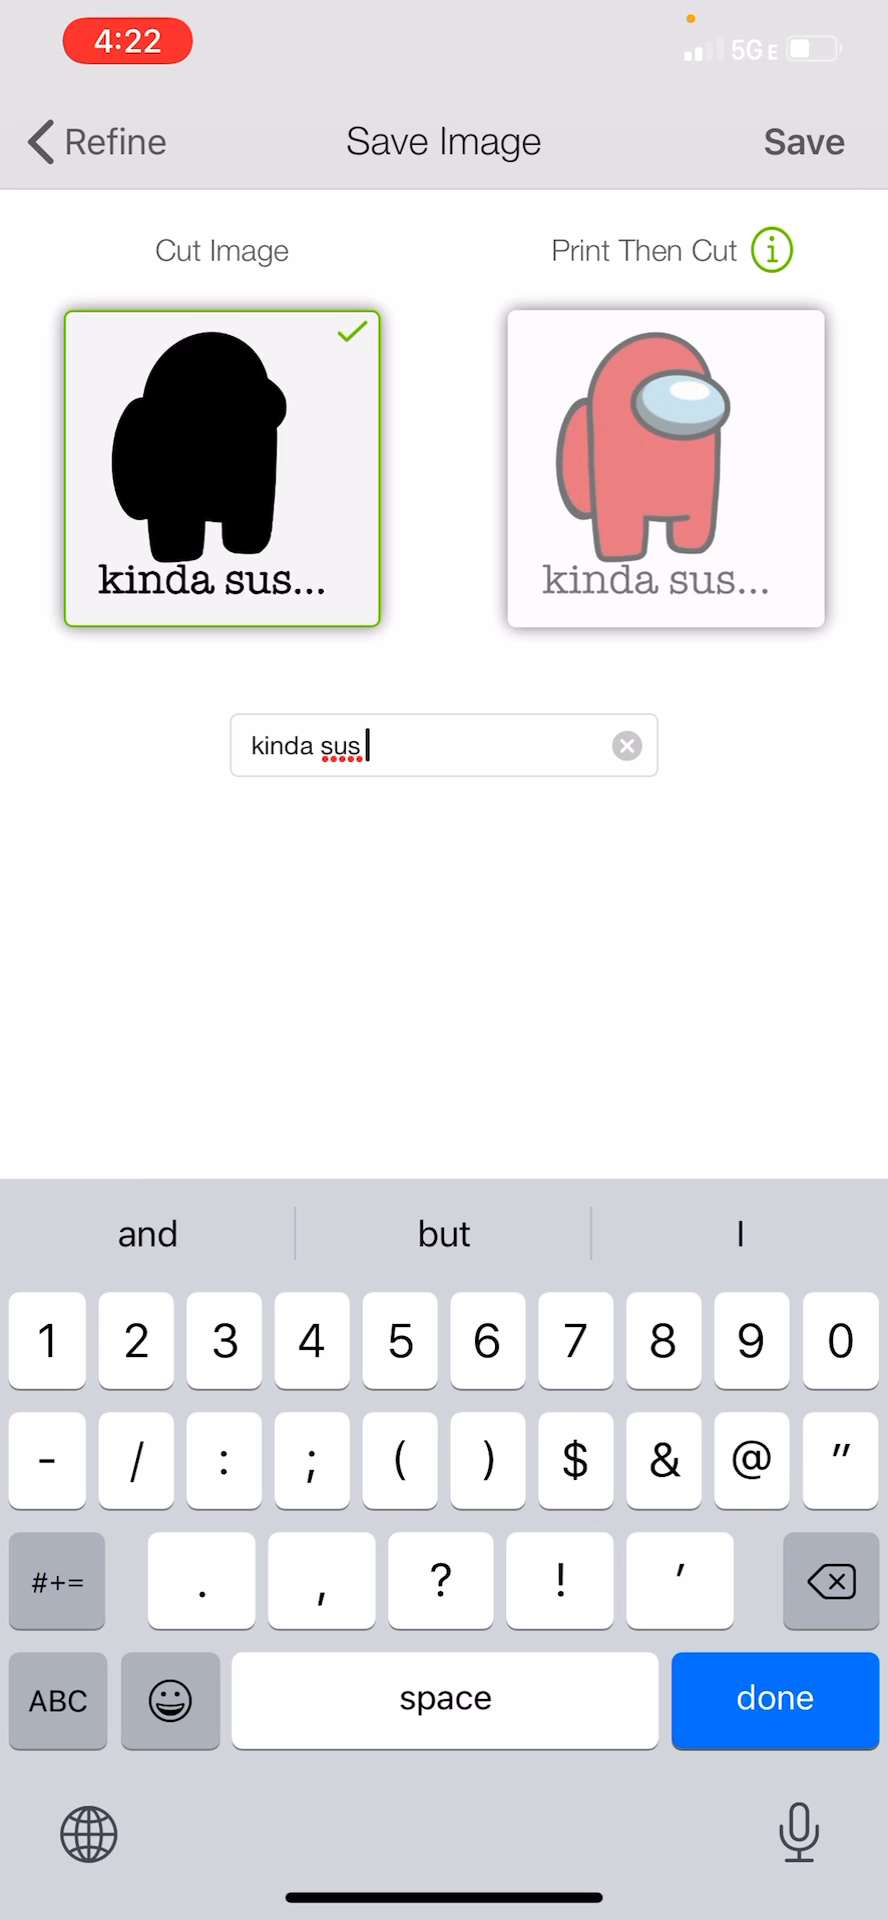 4:22
5GE
Refine
Save Image
Save
Cut Image
Print Then Cut i
kinda sus...
kinda sus...
kinda sus
and but I
1 2 3 4 5 6 7 8 9 0
- / : ; ( ) $ & @ "
#+= . , ? ! '
ABC space done